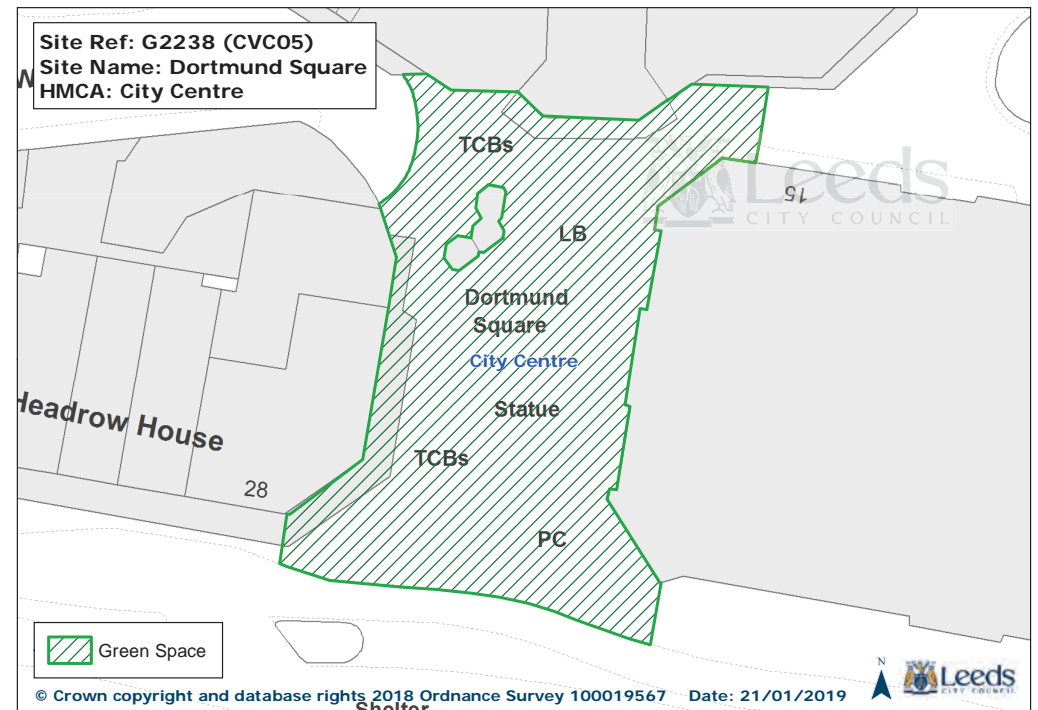 Site Ref: G2238 (CVC05)
Site Name: Dortmund Square
HMCA: City Centre
W
TCBs
Leeds
CITY COUNCIL
15
LB
Dortmund
Square
City Centre
Statue
Headrow House
TCBs
28
PC
Green Space
N
Leeds
CITY COUNCIL
© Crown copyright and database rights 2018 Ordnance Survey 100019567 Date: 21/01/2019
Shelter